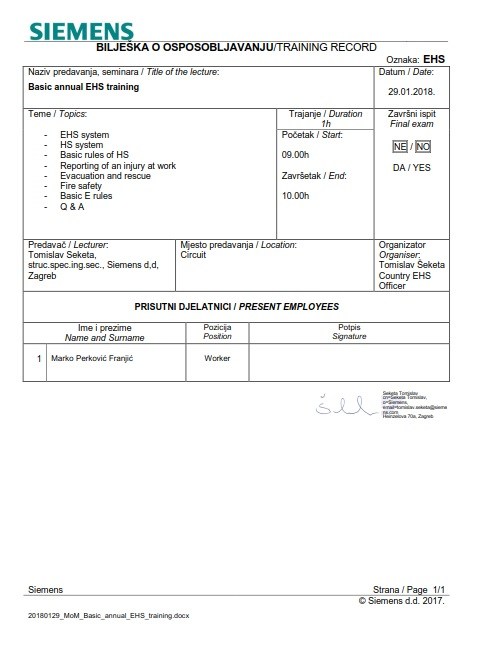 SIEMENS
BILJEŠKA O OSPOSOBLJAVANJU/TRAINING RECORD
Oznaka: EHS
Naziv predavanja, seminara / Title of the lecture:
Basic annual EHS training
Datum / Date:
29.01.2018.
Teme / Topics:
- EHS system
- HS system
- Basic rules of HS
- Reporting of an injury at work
- Evacuation and rescue
- Fire safety
- Basic E rules
- Q & A
Trajanje / Duration
1h
Početak / Start:
09.00h
Završetak / End:
10.00h
Završni ispit
Final exam
NE / NO
DA / YES
Predavač / Lecturer:
Tomislav Seketa,
struc.spec.ing.sec., Siemens d,d,
Zagreb
Mjesto predavanja / Location:
Circuit
Organizator
Organiser:
Tomislav Šeketa
Country EHS
Officer
PRISUTNI DJELATNICI / PRESENT EMPLOYEES
Ime i prezime
Name and Surname
Pozicija
Position
Potpis
Signature
1 Marko Perković Franjić
Worker
Seketa Tomislav
cn=Seketa Tomislav,
o=Siemens,
email=tomislav.seketa@sieme
ns.com
Heinzelova 70a, Zagreb
Siemens
Strana / Page 1/1
© Siemens d.d. 2017.
20180129_MoM_Basic_annual_EHS_training.docx